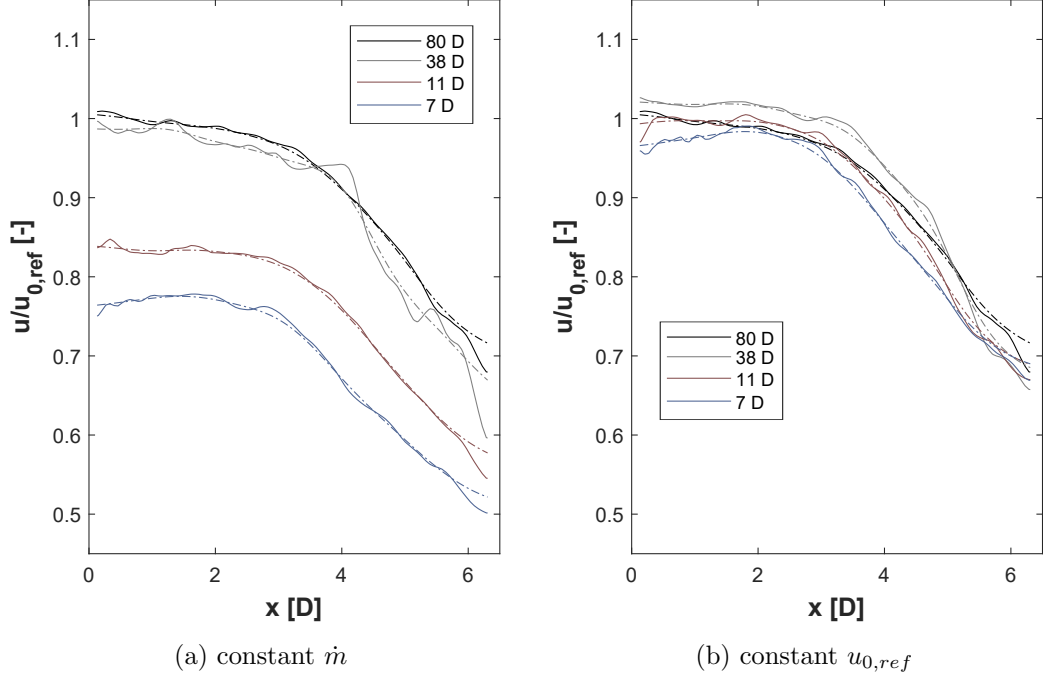 1.1
1
0.9
0.8
0.7
0.6
0.5
u/u0,ref [-]
0
2
4
6
x [D]
80 D
38 D
11 D
7 D
(a) constant ṁ
1.1
1
0.9
0.8
0.7
0.6
0.5
u/u0,ref [-]
0
2
4
6
x [D]
80 D
38 D
11 D
7 D
(b) constant u0,ref